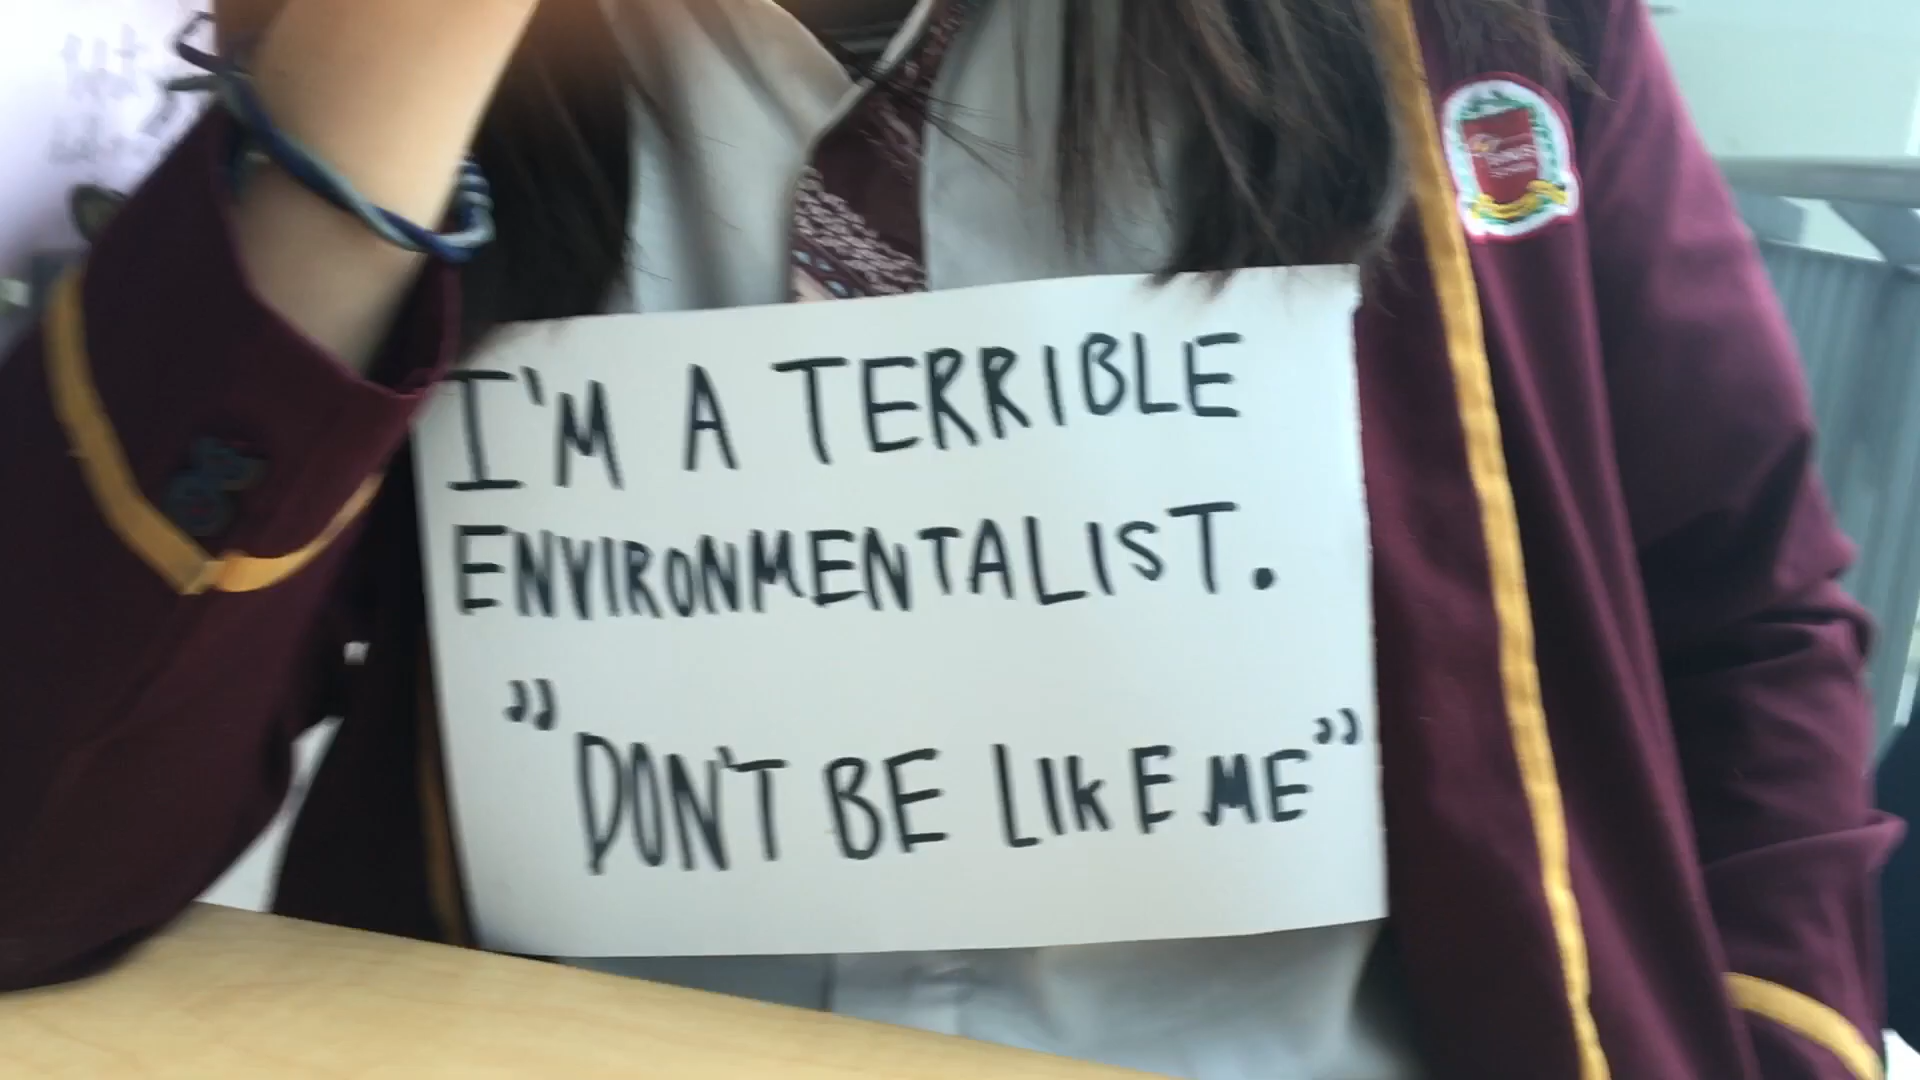 I'M A TERRIBLE
ENVIRONMENTALIST.
"DON'T BE LIKE ME"